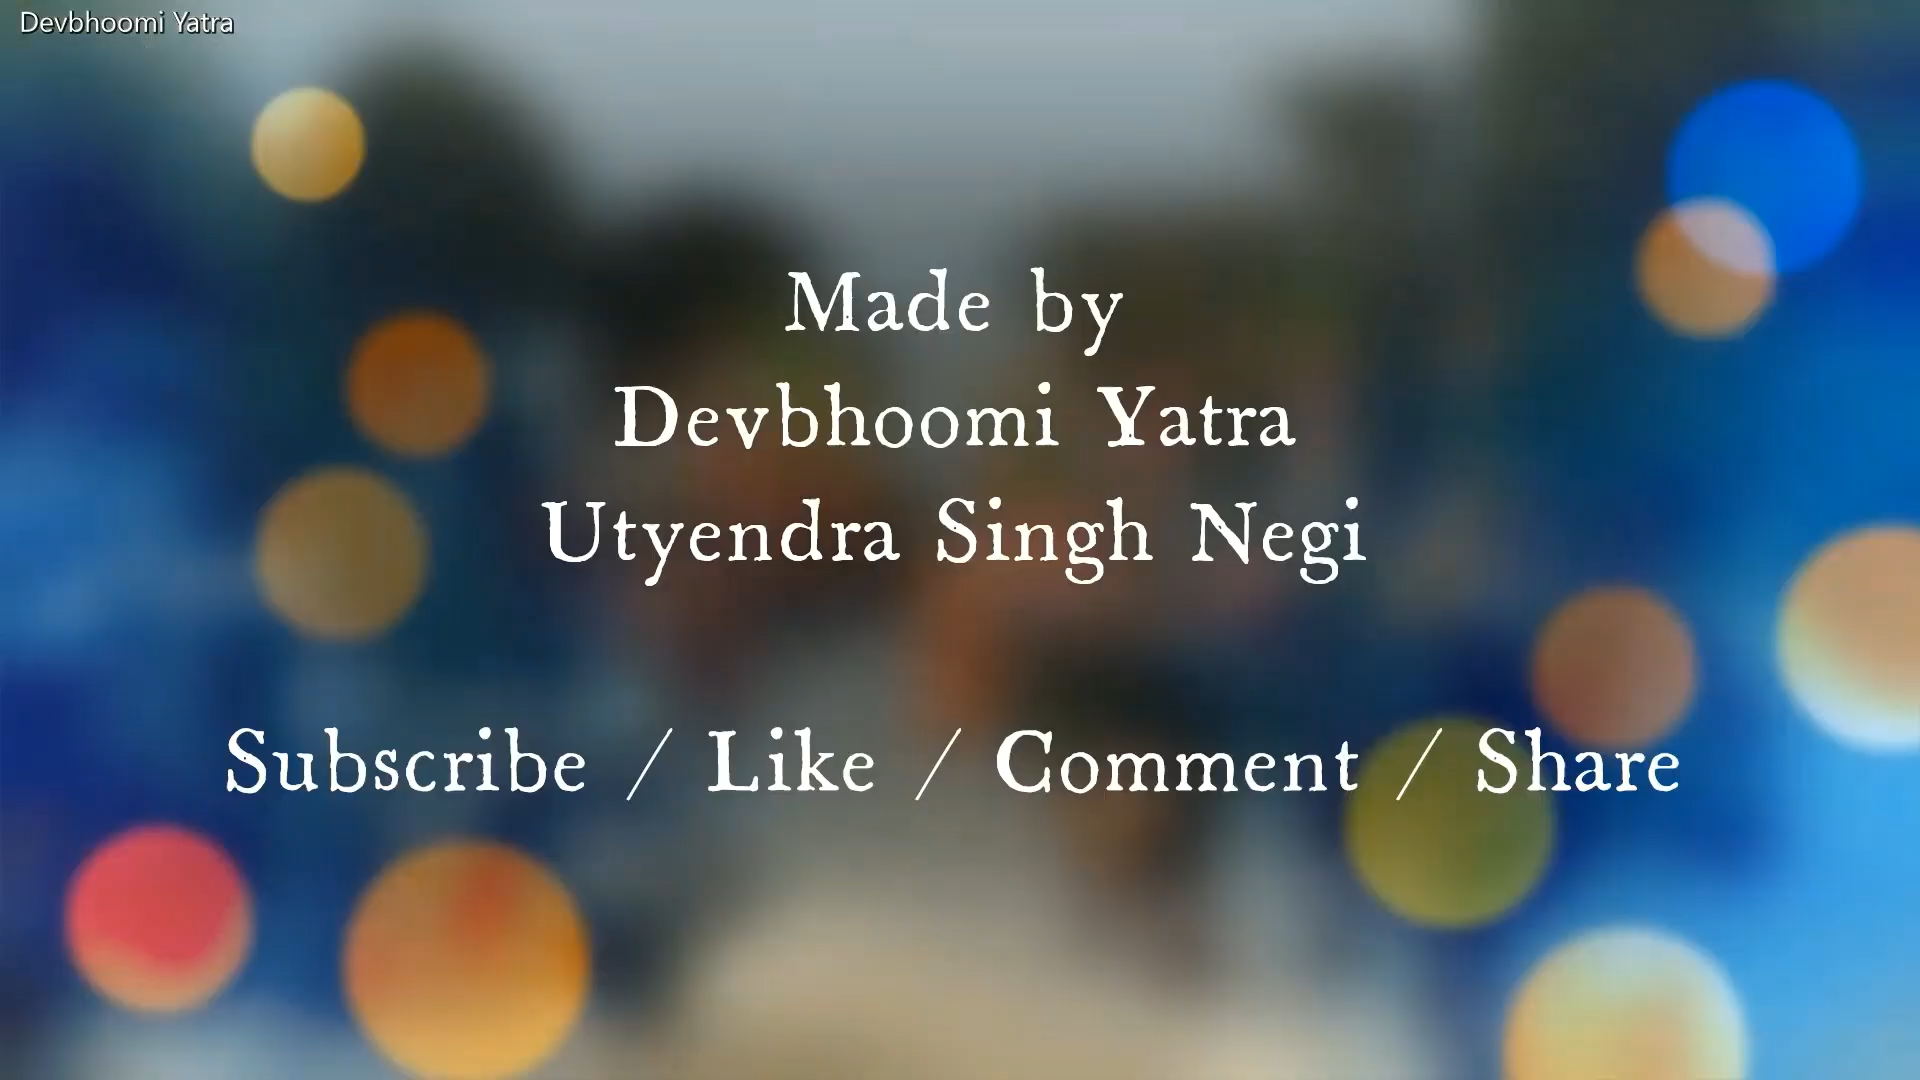 Devbhoomi Yatra
Made by
Devbhoomi Yatra
Utyendra Singh Negi
Subscribe / Like / Comment / Share